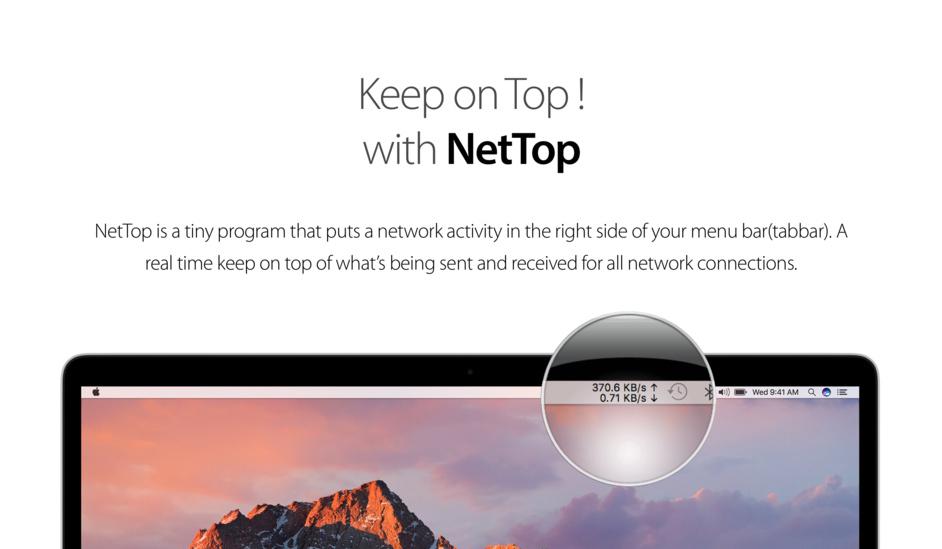 Keep on Top !
with NetTop
NetTop is a tiny program that puts a network activity in the right side of your menu bar(tabbar). A
real time keep on top of what’s being sent and received for all network connections.
370.6 KB/s ↑
0.71 KB/s ↓
Wed 9:41 AM